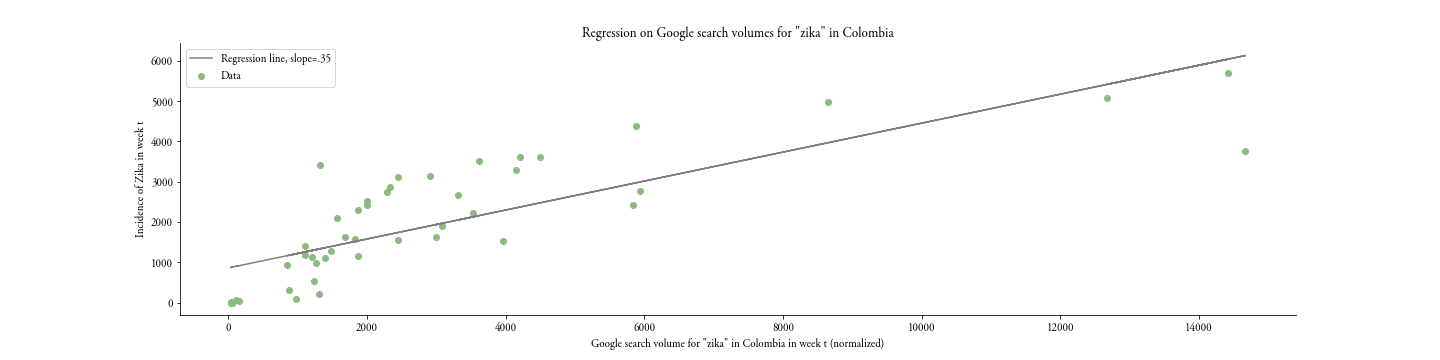 Regression on Google search volumes for "zika" in Colombia
Regression line, slope=.35
Data
Incidence of Zika in week t
6000
5000
4000
3000
2000
1000
0
0 2000 4000 6000 8000 10000 12000 14000
Google search volume for "zika" in Colombia in week t (normalized)